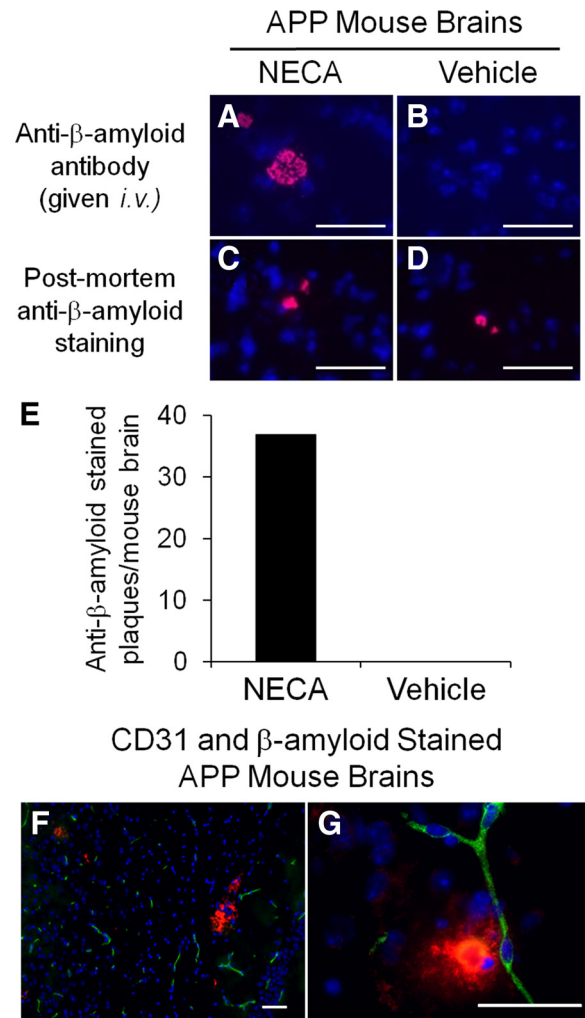 APP Mouse Brains
NECA
Vehicle
Anti-β-amyloid
antibody
(given i.v.)
A
B
Post-mortem
anti-β-amyloid
staining
C
D
E
Anti-β-amyloid stained
plaques/mouse brain
40
30
20
10
0
NECA
Vehicle
CD31 and β-amyloid Stained
APP Mouse Brains
F
G